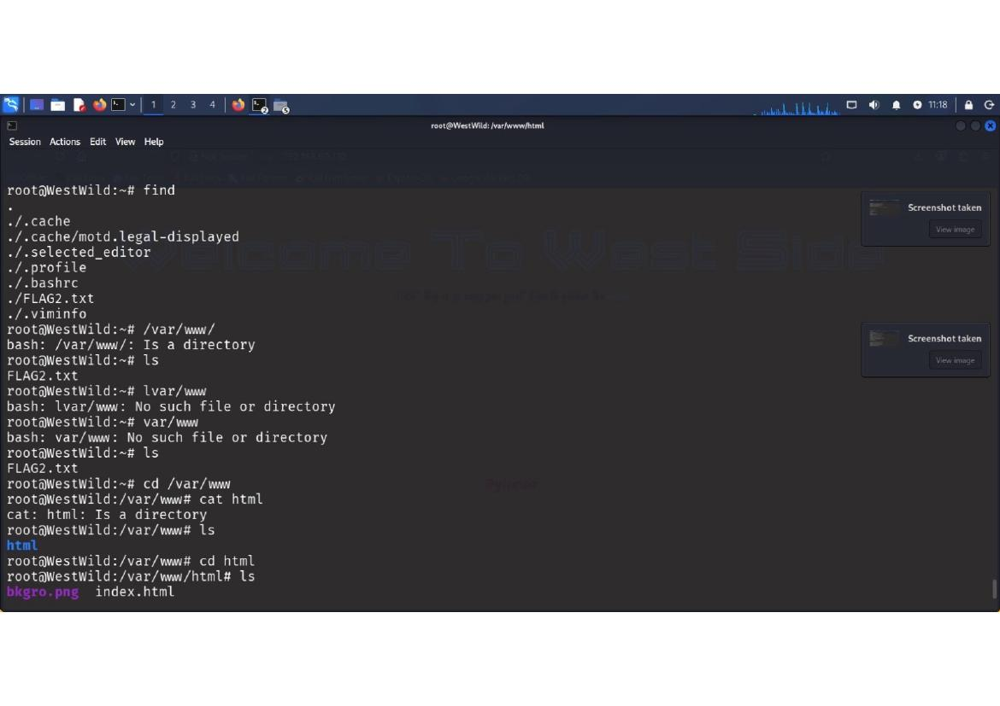 1 2 3 4
2
5
11:18
root@WestWild: /var/www/html
Session Actions Edit View Help
root@WestWild:~# find
.
./.cache
./.cache/motd.legal-displayed
./.selected_editor
./.profile
./.bashrc
./FLAG2.txt
./.viminfo
root@WestWild:~# /var/www/
bash: /var/www/: Is a directory
root@WestWild:~# ls
FLAG2.txt
root@WestWild:~# lvar/www
bash: lvar/www: No such file or directory
root@WestWild:~# var/www
bash: var/www: No such file or directory
root@WestWild:~# ls
FLAG2.txt
root@WestWild:~# cd /var/www
root@WestWild:/var/www# cat html
cat: html: Is a directory
root@WestWild:/var/www# ls
html
root@WestWild:/var/www# cd html
root@WestWild:/var/www/html# ls
bkgro.png index.html
Screenshot taken
View image
Screenshot taken
View image
Welcome To West Side